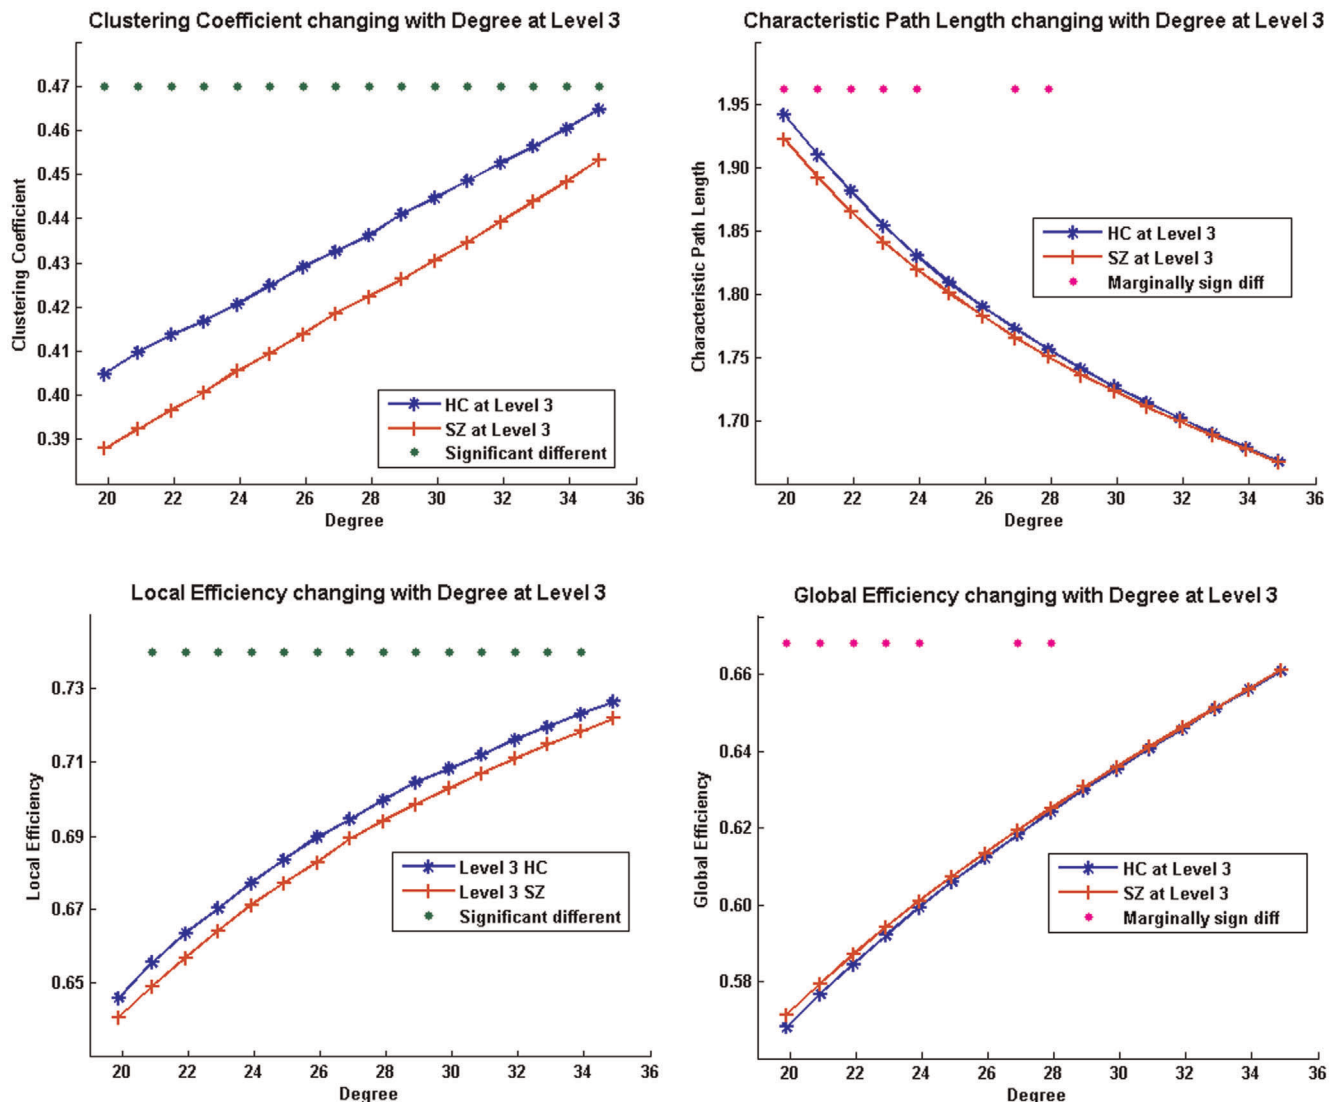 Clustering Coefficient changing with Degree at Level 3
0.47
0.46
0.45
0.44
0.43
0.42
0.41
0.40
0.39
Clustering Coefficient
HC at Level 3
SZ at Level 3
Significant different
20 22 24 26 28 30 32 34 36
Degree
Characteristic Path Length changing with Degree at Level 3
1.95
1.90
1.85
1.80
1.75
1.70
Characteristic Path Length
HC at Level 3
SZ at Level 3
Marginally sign diff
20 22 24 26 28 30 32 34 36
Degree
Local Efficiency changing with Degree at Level 3
0.73
0.71
0.69
0.67
0.65
Local Efficiency
Level 3 HC
Level 3 SZ
Significant different
20 22 24 26 28 30 32 34 36
Degree
Global Efficiency changing with Degree at Level 3
0.66
0.64
0.62
0.60
0.58
Global Efficiency
HC at Level 3
SZ at Level 3
Marginally sign diff
20 22 24 26 28 30 32 34 36
Degree